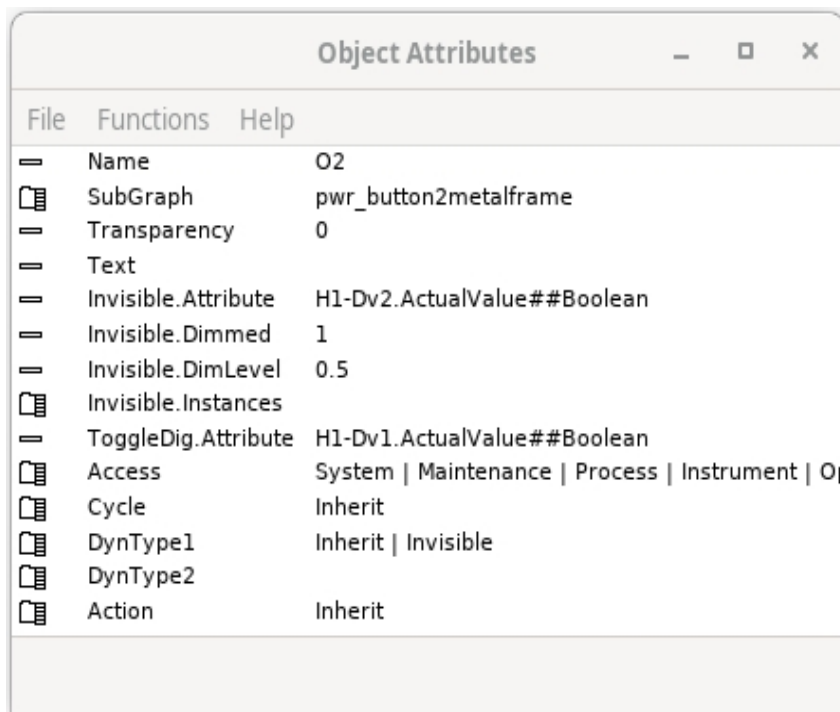 Object Attributes
File Functions Help
Name O2
SubGraph pwr_button2metalframe
Transparency 0
Text
Invisible.Attribute H1-Dv2.ActualValue##Boolean
Invisible.Dimmed 1
Invisible.DimLevel 0.5
Invisible.Instances
ToggleDig.Attribute H1-Dv1.ActualValue##Boolean
Access System | Maintenance | Process | Instrument |
Cycle Inherit
DynType1 Inherit | Invisible
DynType2
Action Inherit